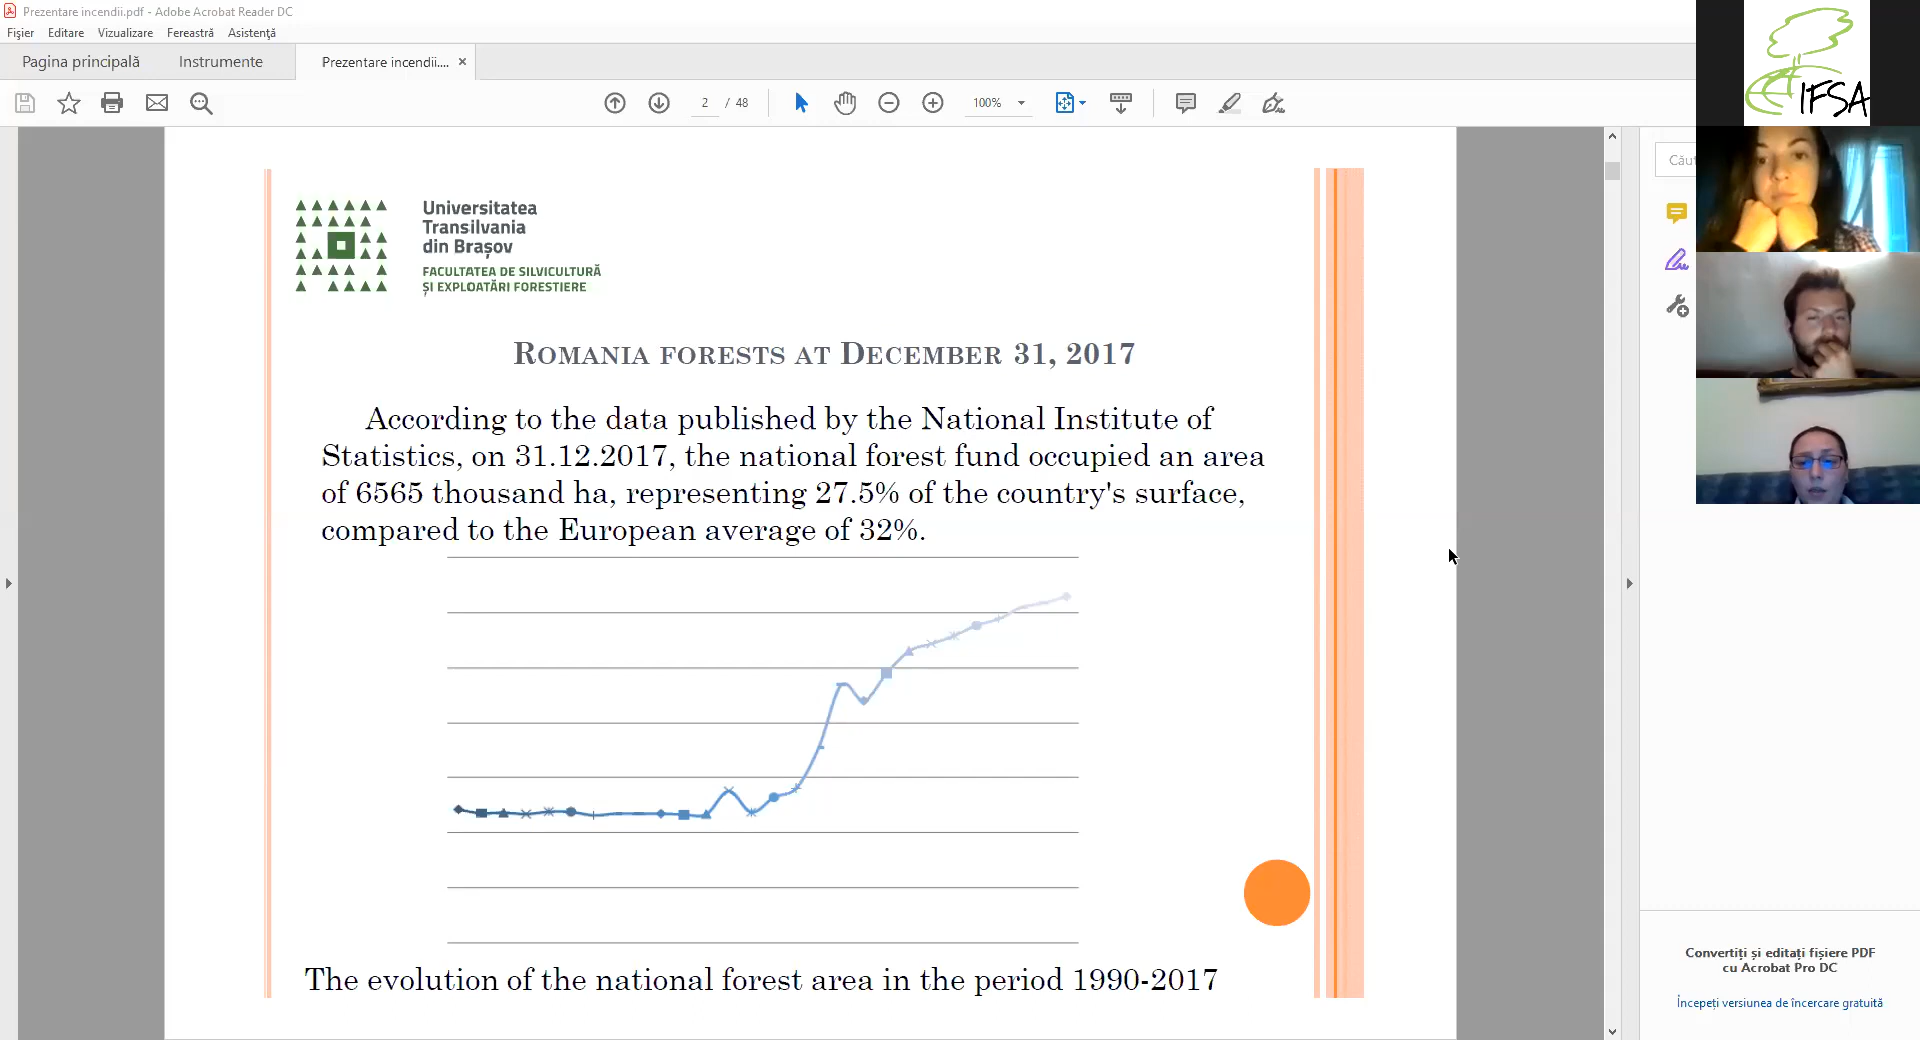 Prezentare incendii.pdf - Adobe Acrobat Reader DC
Fișier Editare Vizualizare Fereastră Asistență
Pagina principală Instrumente Prezentare incendii....
2 / 48 100%
IFSA
Universitatea
Transilvania
din Brașov
FACULTATEA DE SILVICULTURĂ
ȘI EXPLOATĂRI FORESTIERE
ROMANIA FORESTS AT DECEMBER 31, 2017
According to the data published by the National Institute of
Statistics, on 31.12.2017, the national forest fund occupied an area
of 6565 thousand ha, representing 27.5% of the country's surface,
compared to the European average of 32%.
The evolution of the national forest area in the period 1990-2017
Convertiți și editați fișiere PDF
cu Acrobat Pro DC
Începeți versiunea de încercare gratuită